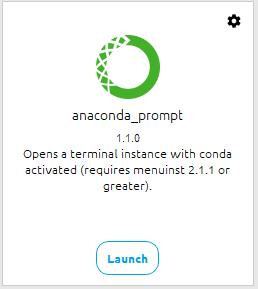 anaconda_prompt
1.1.0
Opens a terminal instance with conda
activated (requires menuinst 2.1.1 or
greater).
Launch